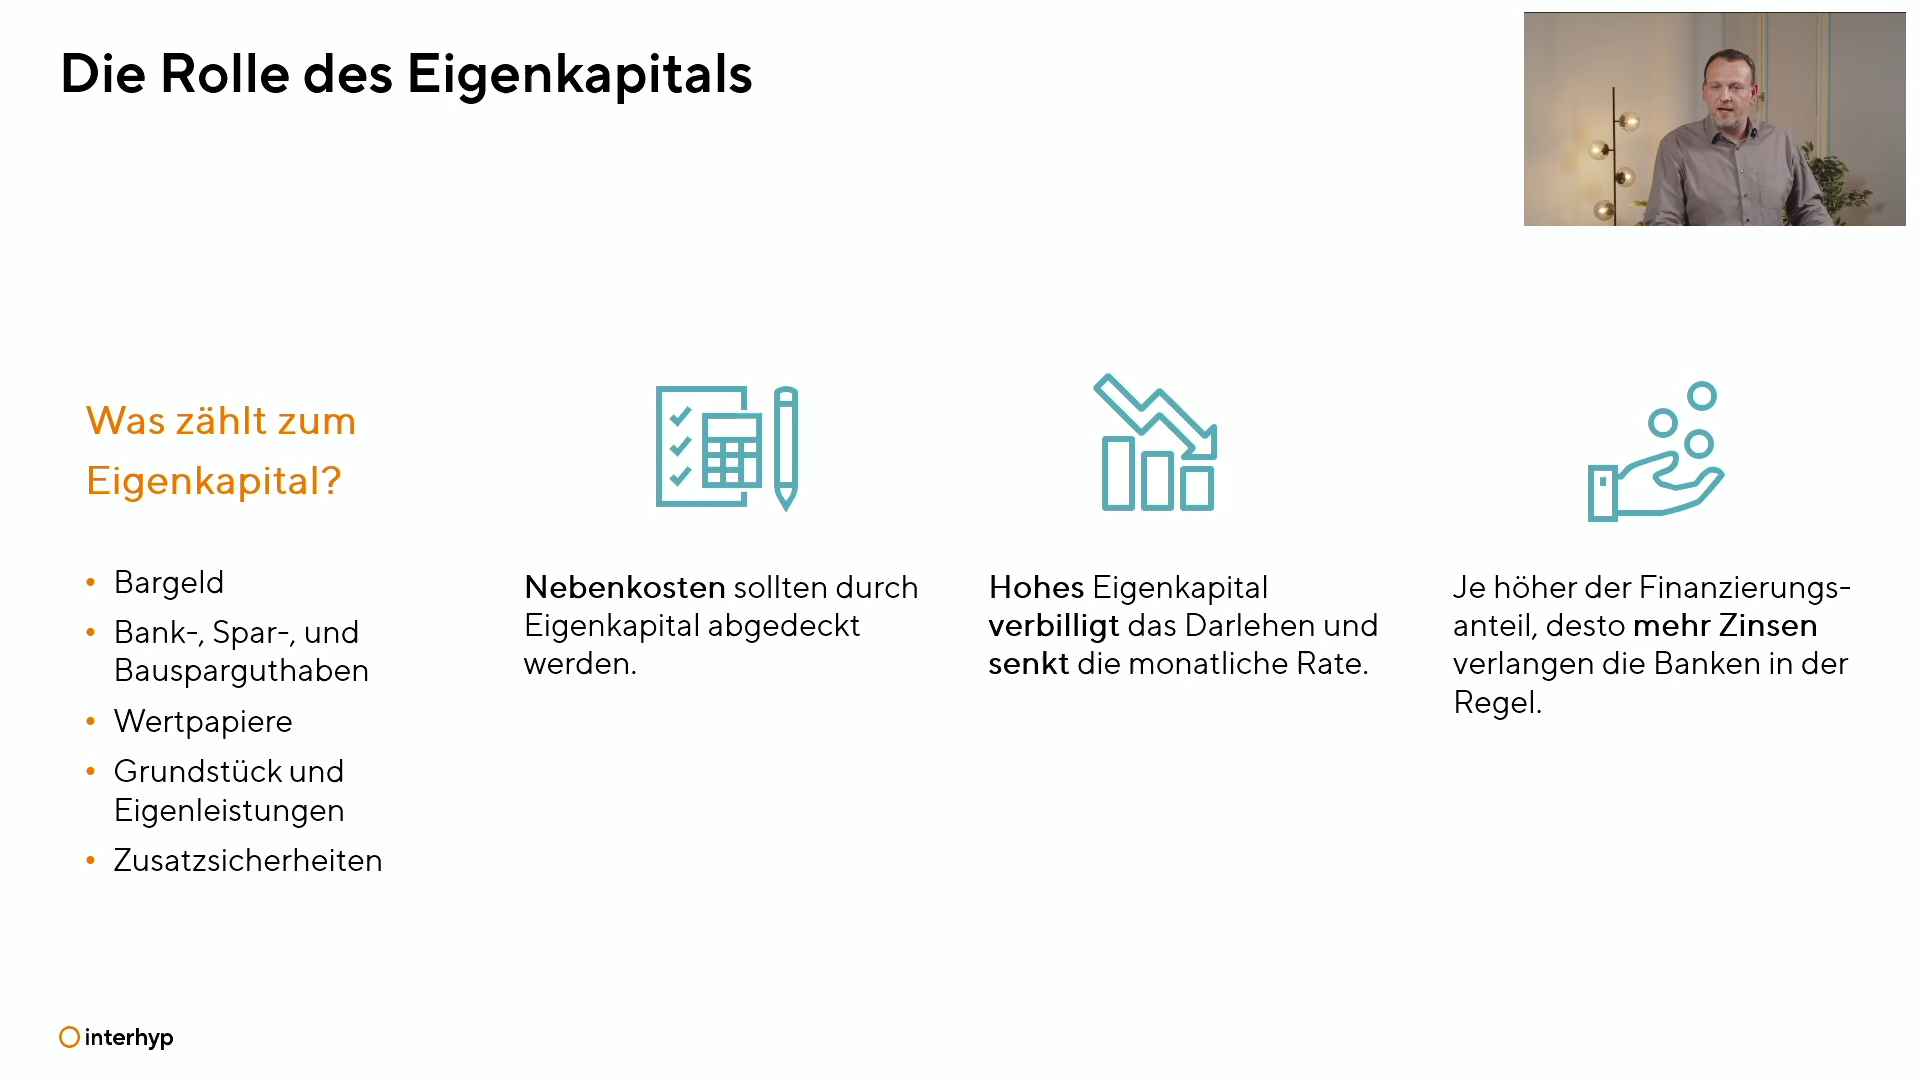 Die Rolle des Eigenkapitals
Was zählt zum
Eigenkapital?
• Bargeld
• Bank-, Spar-, und
Bausparguthaben
• Wertpapiere
• Grundstück und
Eigenleistungen
• Zusatzsicherheiten
Nebenkosten sollten durch
Eigenkapital abgedeckt
werden.
Hohes Eigenkapital
verbilligt das Darlehen und
senkt die monatliche Rate.
Je höher der Finanzierungs-
anteil, desto mehr Zinsen
verlangen die Banken in der
Regel.
interhyp